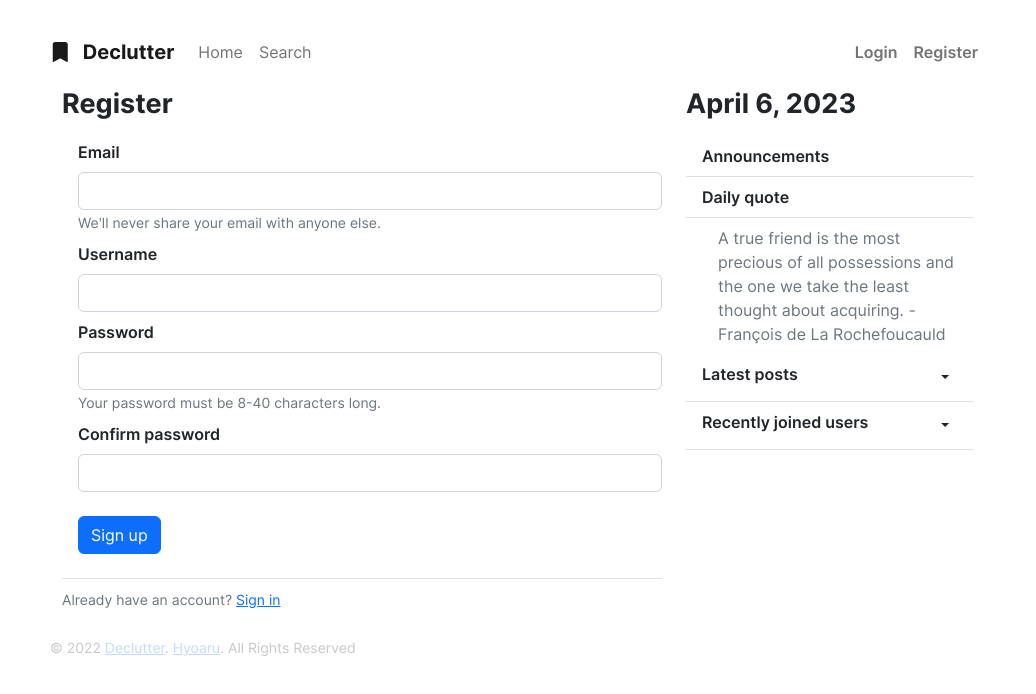 Declutter Home Search Login Register
Register
Email
We'll never share your email with anyone else.
Username
Password
Your password must be 8-40 characters long.
Confirm password
Sign up
Already have an account? Sign in
April 6, 2023
Announcements
Daily quote
A true friend is the most
precious of all possessions and
the one we take the least
thought about acquiring. -
François de La Rochefoucauld
Latest posts
Recently joined users
© 2022 Declutter. Hyoaru. All Rights Reserved